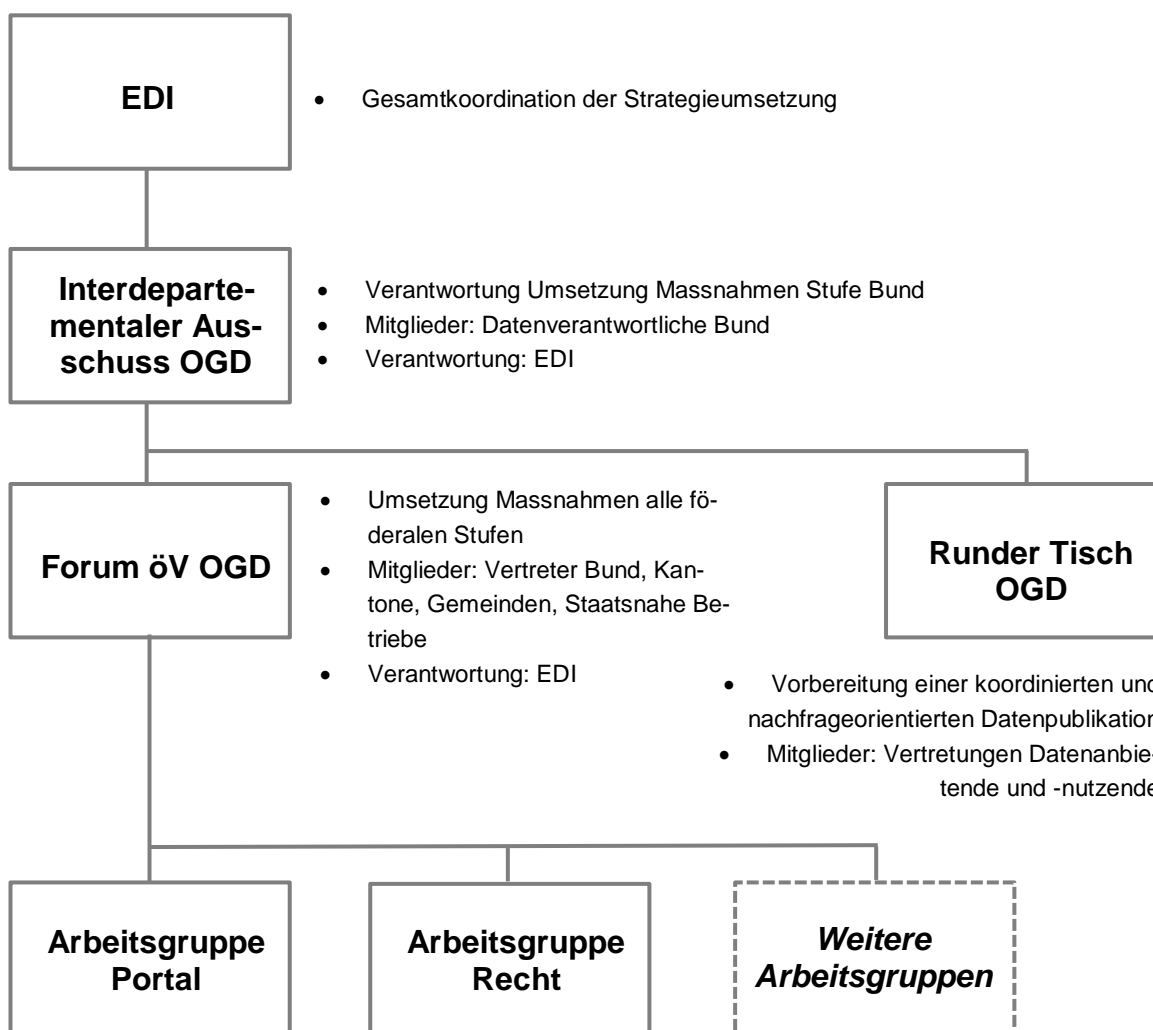 EDI
• Gesamtkoordination der Strategieumsetzung
Interdeparte-
mentaler Aus-
schuss OGD
• Verantwortung Umsetzung Massnahmen Stufe Bund
• Mitglieder: Datenverantwortliche Bund
• Verantwortung: EDI
Forum öV OGD
• Umsetzung Massnahmen alle fö-
deralen Stufen
• Mitglieder: Vertreter Bund, Kan-
tone, Gemeinden, Staatsnahe Be-
triebe
• Verantwortung: EDI
Runder Tisch
OGD
• Vorbereitung einer koordinierten und
nachfrageorientierten Datenpublikation
• Mitglieder: Vertretungen Datenanbie-
tende und -nutzende
Arbeitsgruppe
Portal
Arbeitsgruppe
Recht
Weitere
Arbeitsgruppen